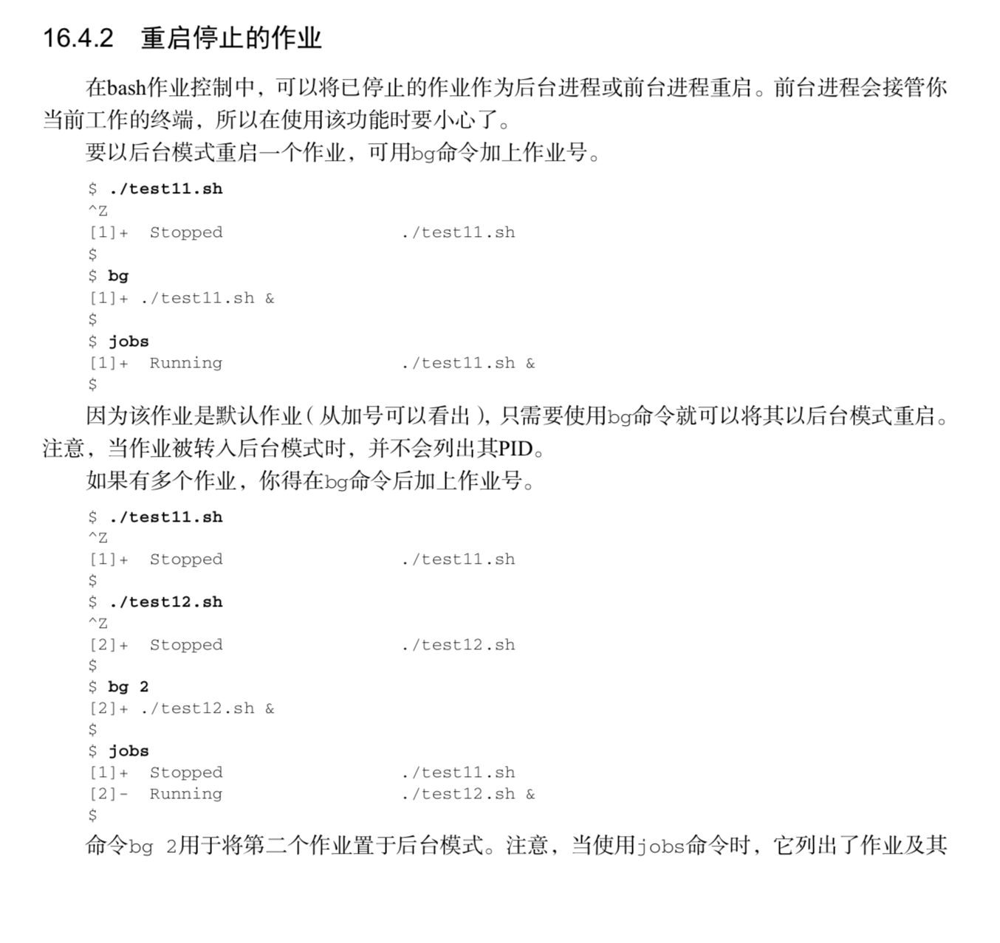 16.4.2 重启停止的作业
在bash作业控制中，可以将已停止的作业作为后台进程或前台进程重启。前台进程会接管你
当前工作的终端，所以在使用该功能时要小心了。
要以后台模式重启一个作业，可用bg命令加上作业号。
$ ./test11.sh
^Z
[1]+  Stopped                  ./test11.sh
$
$ bg
[1]+ ./test11.sh &
$
$ jobs
[1]+  Running                  ./test11.sh &
$
因为该作业是默认作业（从加号可以看出），只需要使用bg命令就可以将其以后台模式重启。
注意，当作业被转入后台模式时，并不会列出其PID。
如果有多个作业，你得在bg命令后加上作业号。
$ ./test11.sh
^Z
[1]+  Stopped                  ./test11.sh
$
$ ./test12.sh
^Z
[2]+  Stopped                  ./test12.sh
$
$ bg 2
[2]+ ./test12.sh &
$
$ jobs
[1]+  Stopped                  ./test11.sh
[2]-  Running                  ./test12.sh &
$
命令bg 2用于将第二个作业置于后台模式。注意，当使用jobs命令时，它列出了作业及其